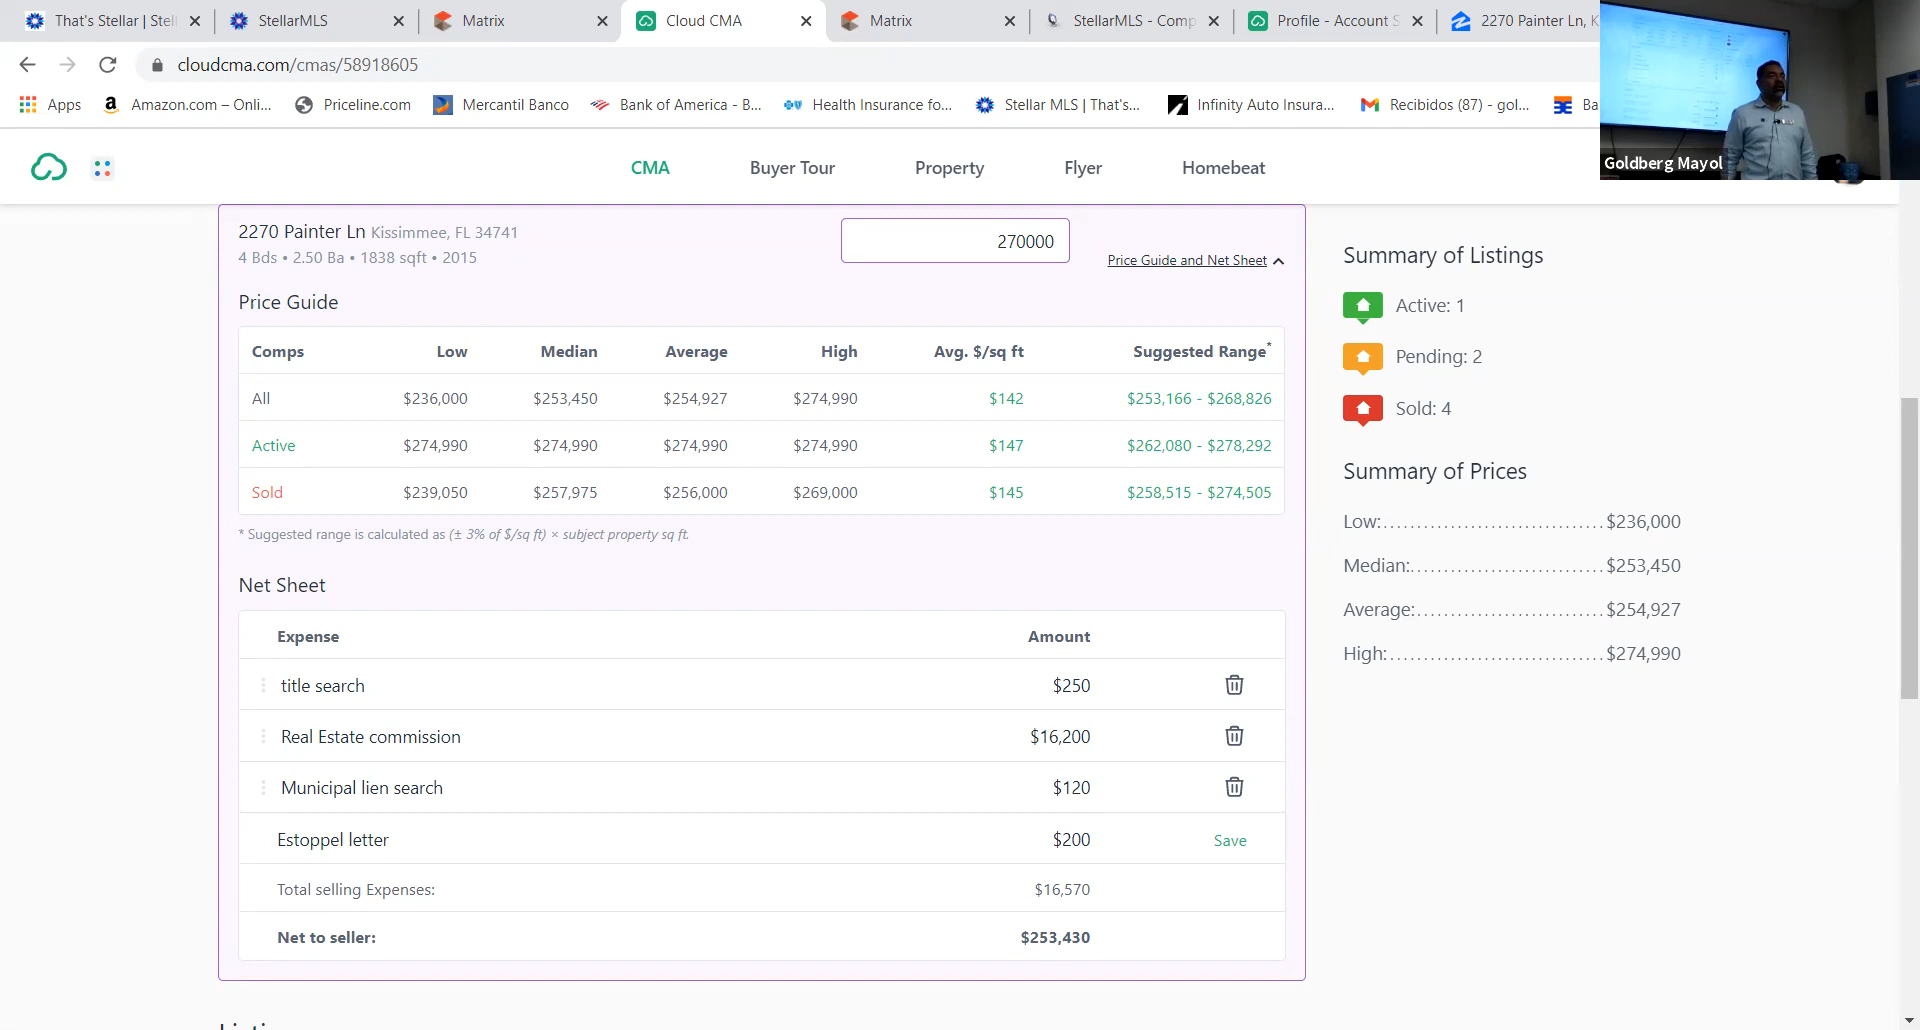 That's Stellar | Stell
StellarMLS
Matrix
Cloud CMA
Matrix
StellarMLS - Comp
Profile - Account S
2270 Painter Ln, K
cloudcma.com/cmas/58918605
Apps
Amazon.com – Onli...
Priceline.com
Mercantil Banco
Bank of America - B...
Health Insurance fo...
Stellar MLS | That's...
Infinity Auto Insura...
Recibidos (87) - gol...
Ba
Goldberg Mayol
CMA
Buyer Tour
Property
Flyer
Homebeat
2270 Painter Ln Kissimmee, FL 34741
4 Bds • 2.50 Ba • 1838 sqft • 2015
270000
Price Guide and Net Sheet
Price Guide
Comps Low Median Average High Avg. $/sq ft Suggested Range*
All $236,000 $253,450 $254,927 $274,990 $142 $253,166 - $268,826
Active $274,990 $274,990 $274,990 $274,990 $147 $262,080 - $278,292
Sold $239,050 $257,975 $256,000 $269,000 $145 $258,515 - $274,505
* Suggested range is calculated as (± 3% of $/sq ft) × subject property sq ft.
Net Sheet
Expense Amount
title search $250
Real Estate commission $16,200
Municipal lien search $120
Estoppel letter $200 Save
Total selling Expenses: $16,570
Net to seller: $253,430
Summary of Listings
Active: 1
Pending: 2
Sold: 4
Summary of Prices
Low:................................$236,000
Median:............................$253,450
Average:...........................$254,927
High:...............................$274,990